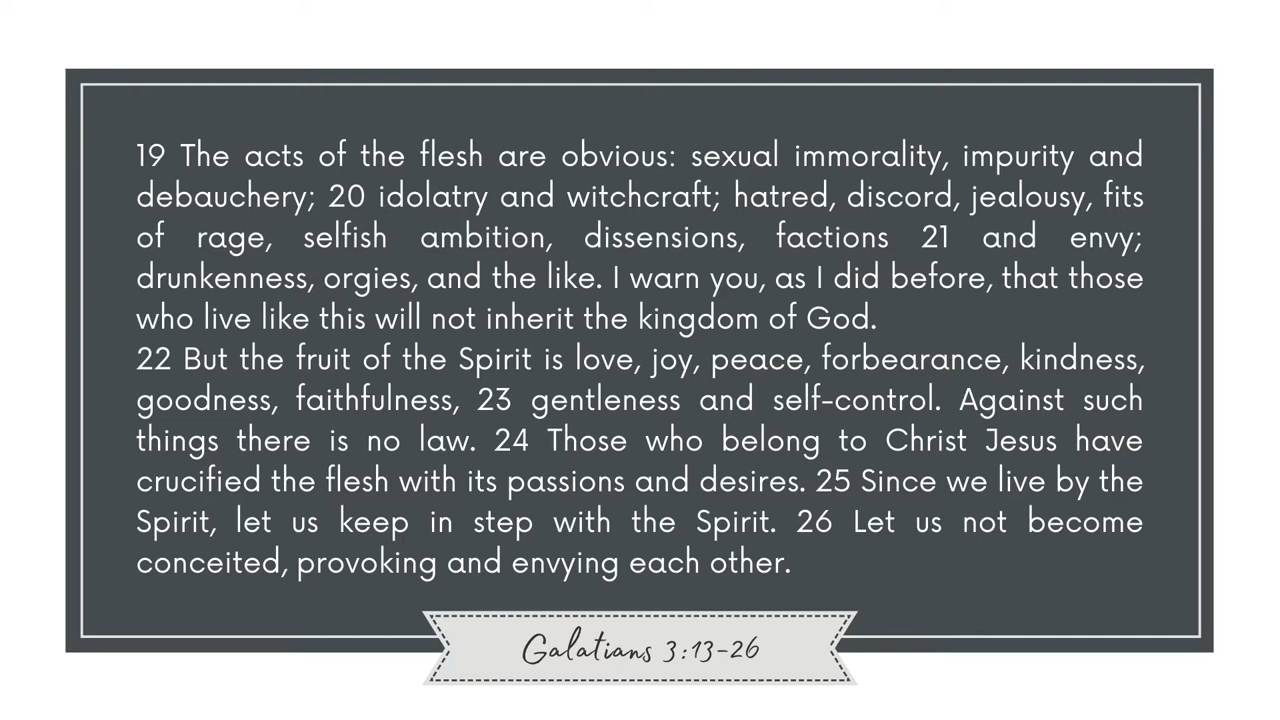 19 The acts of the flesh are obvious: sexual immorality, impurity and
debauchery; 20 idolatry and witchcraft; hatred, discord, jealousy, fits
of rage, selfish ambition, dissensions, factions 21 and envy;
drunkenness, orgies, and the like. I warn you, as I did before, that those
who live like this will not inherit the kingdom of God.
22 But the fruit of the Spirit is love, joy, peace, forbearance, kindness,
goodness, faithfulness, 23 gentleness and self-control. Against such
things there is no law. 24 Those who belong to Christ Jesus have
crucified the flesh with its passions and desires. 25 Since we live by the
Spirit, let us keep in step with the Spirit. 26 Let us not become
conceited, provoking and envying each other.
Galatians 3:13-26